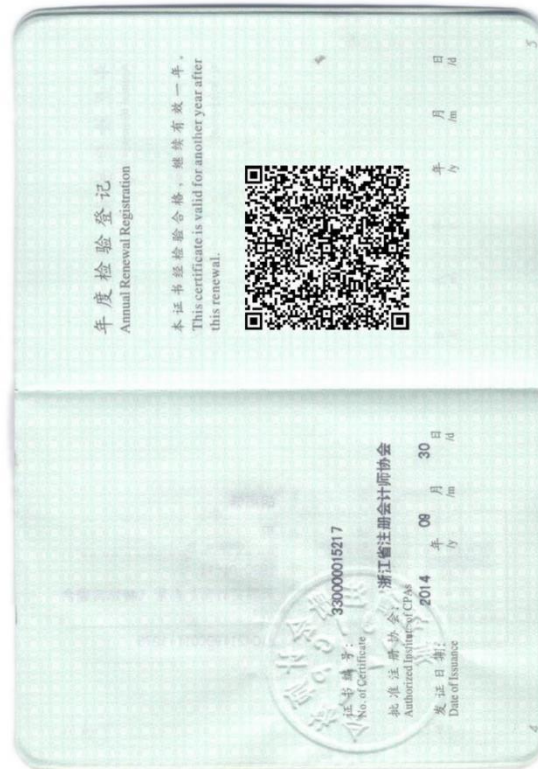 年度检验登记
Annual Renewal Registration
本证书经检验合格，继续有效一年。
This certificate is valid for another year after
this renewal.
年 月 日
/y /m /d
5
证书编号：
No. of Certificate
330000015217
批准注册协会：
Authorized Institute of CPAs
浙江省注册会计师协会
发证日期：
Date of Issuance
2014 年 09 月 30 日
/y /m /d
4